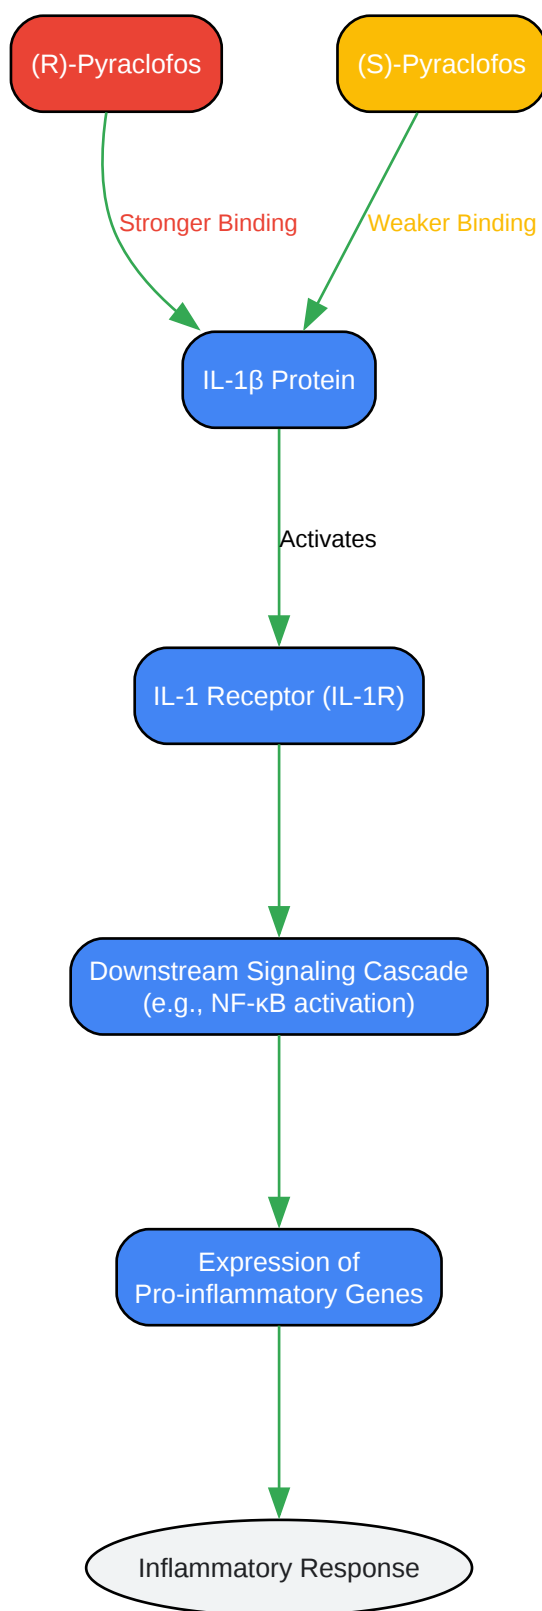 (R)-Pyraclofos
(S)-Pyraclofos
Stronger Binding
Weaker Binding
IL-1β Protein
Activates
IL-1 Receptor (IL-1R)
Downstream Signaling Cascade
(e.g., NF-κB activation)
Expression of
Pro-inflammatory Genes
Inflammatory Response